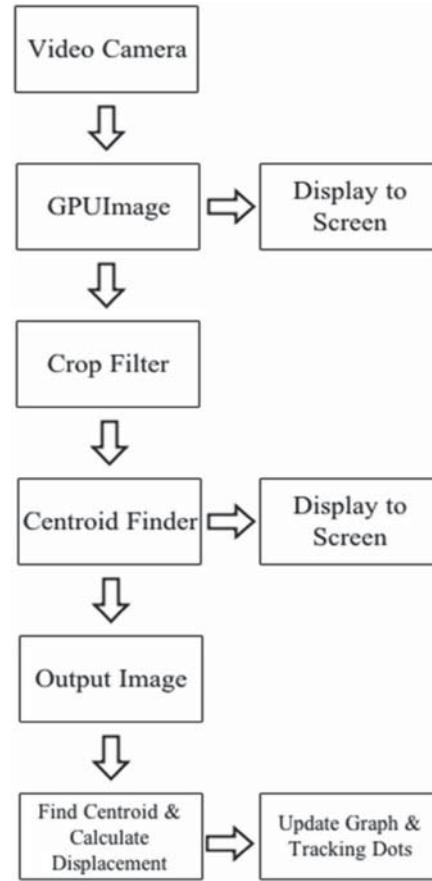 Video Camera
GPUImage
Display to
Screen
Crop Filter
Centroid Finder
Display to
Screen
Output Image
Find Centroid &
Calculate
Displacement
Update Graph &
Tracking Dots